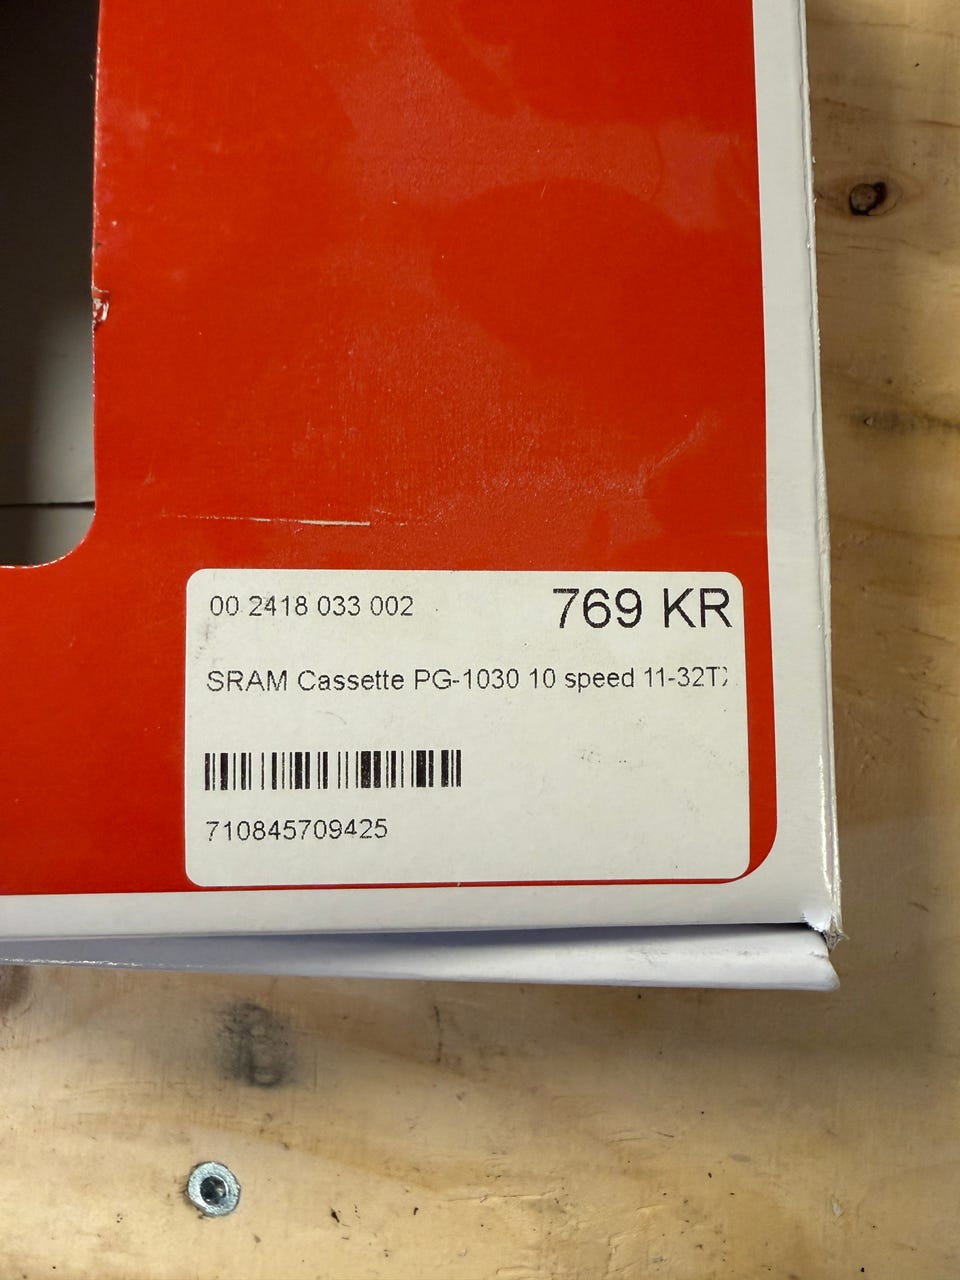 00 2418 033 002 769 KR
SRAM Cassette PG-1030 10 speed 11-32T
710845709425